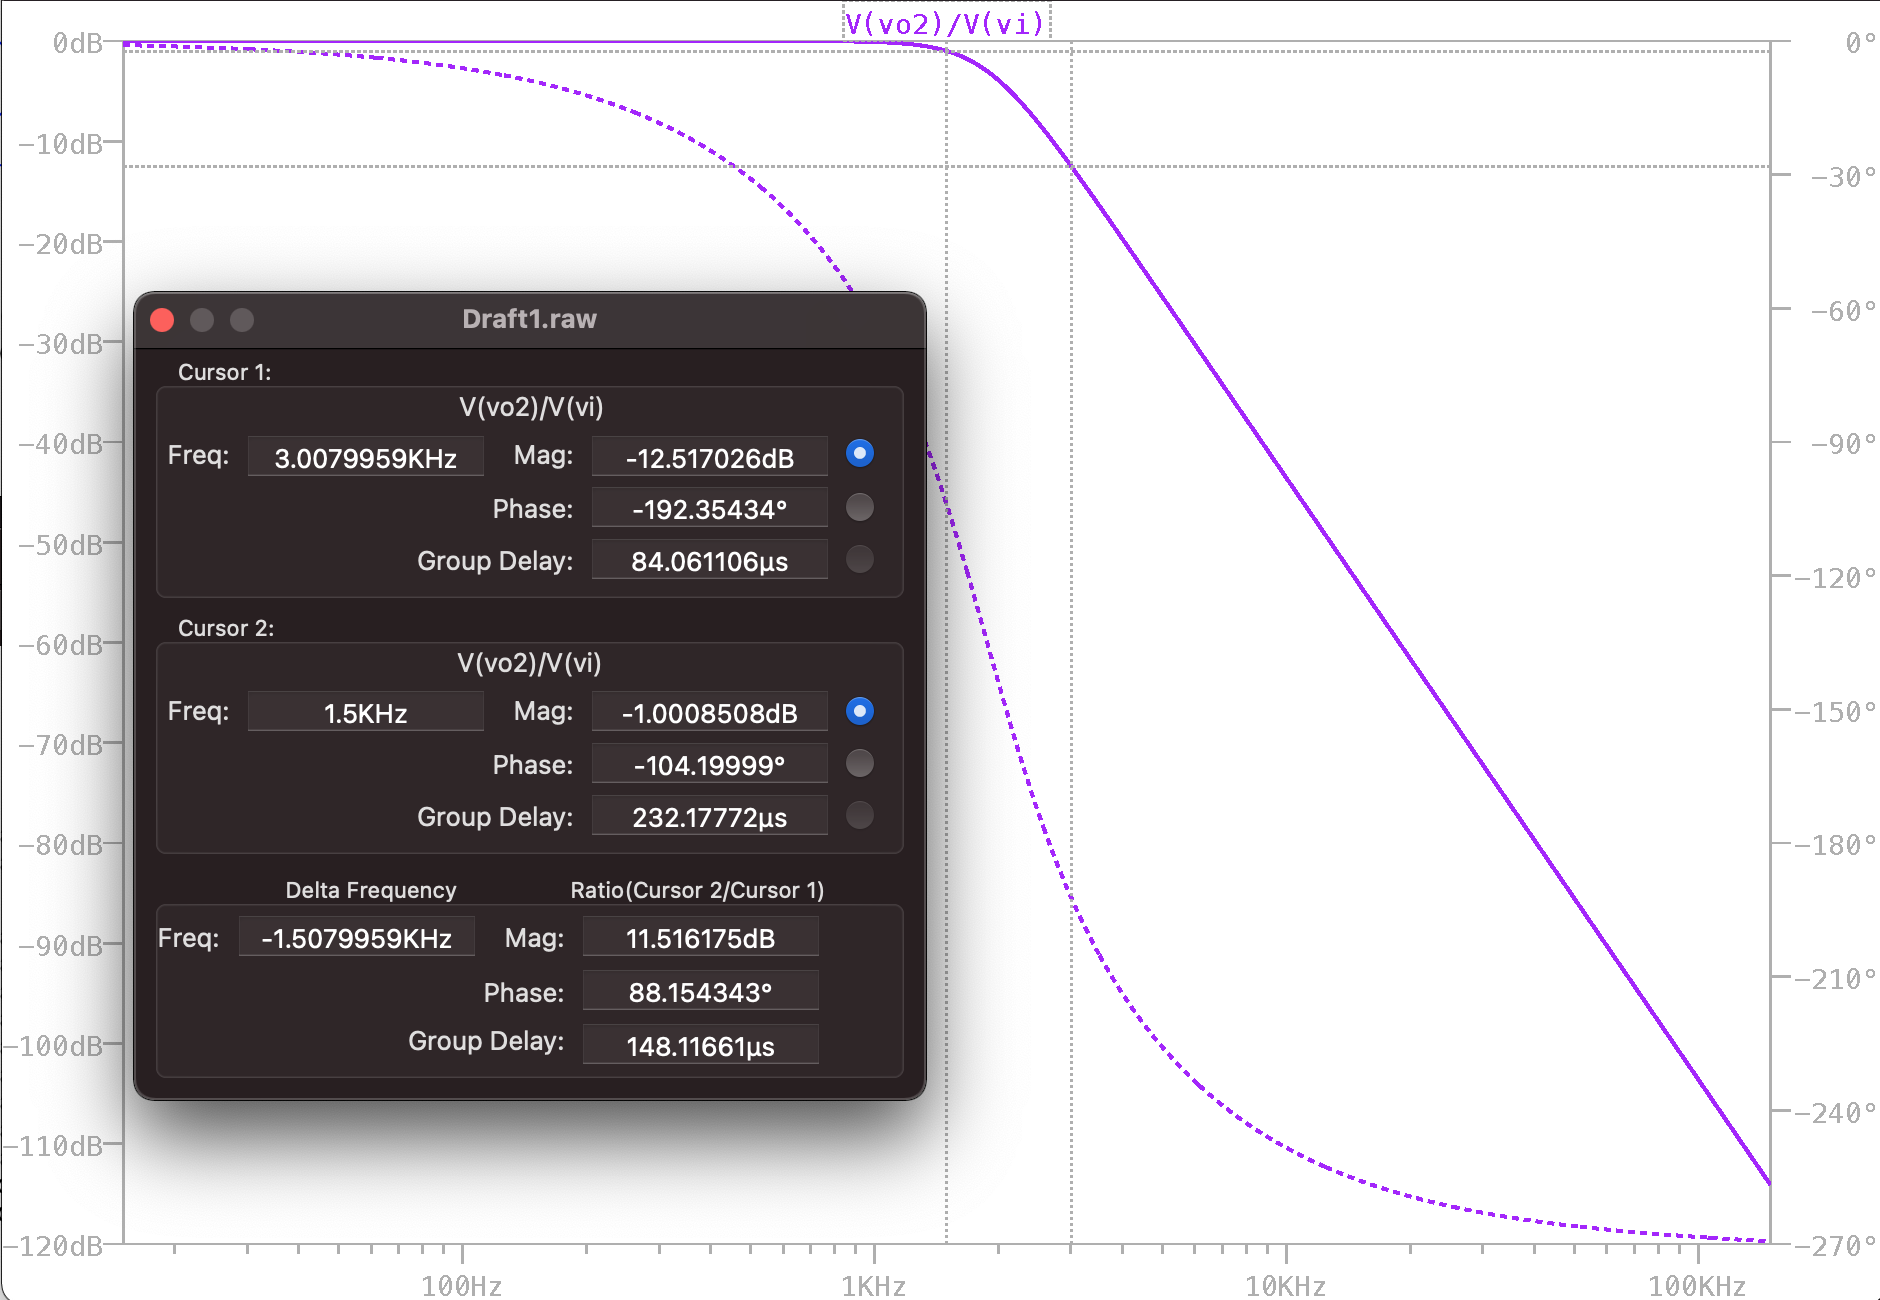 V(vo2)/V(vi)
0dB
−10dB
−20dB
−30dB
−40dB
−50dB
−60dB
−70dB
−80dB
−90dB
−100dB
−110dB
−120dB
0°
−30°
−60°
−90°
−120°
−150°
−180°
−210°
−240°
−270°
100Hz
1KHz
10KHz
100KHz
Draft1.raw
Cursor 1:
V(vo2)/V(vi)
Freq: 3.0079959KHz Mag: -12.517026dB
Phase: -192.35434°
Group Delay: 84.061106µs
Cursor 2:
V(vo2)/V(vi)
Freq: 1.5KHz Mag: -1.0008508dB
Phase: -104.19999°
Group Delay: 232.17772µs
Delta Frequency Ratio(Cursor 2/Cursor 1)
Freq: -1.5079959KHz Mag: 11.516175dB
Phase: 88.154343°
Group Delay: 148.11661µs